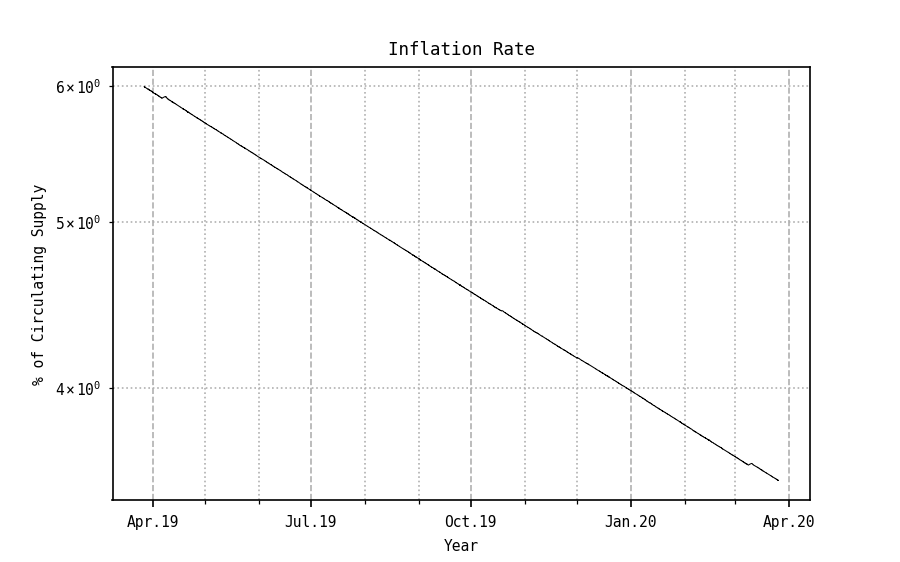 Inflation Rate
% of Circulating Supply
6×10⁰
5×10⁰
4×10⁰
Apr.19 Jul.19 Oct.19 Jan.20 Apr.20
Year